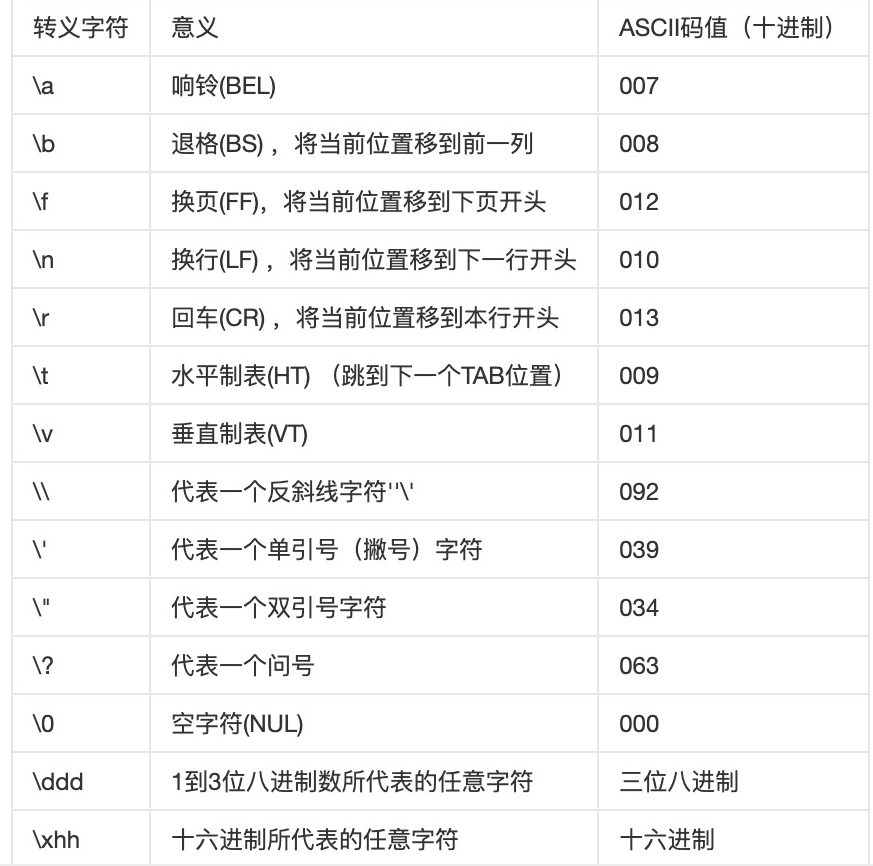 转义字符 意义 ASCII码值（十进制）
\a 响铃(BEL) 007
\b 退格(BS) ，将当前位置移到前一列 008
\f 换页(FF)，将当前位置移到下页开头 012
\n 换行(LF) ，将当前位置移到下一行开头 010
\r 回车(CR) ，将当前位置移到本行开头 013
\t 水平制表(HT) （跳到下一个TAB位置） 009
\v 垂直制表(VT) 011
\\ 代表一个反斜线字符''\' 092
\' 代表一个单引号（撇号）字符 039
\" 代表一个双引号字符 034
\? 代表一个问号 063
\0 空字符(NUL) 000
\ddd 1到3位八进制数所代表的任意字符 三位八进制
\xhh 十六进制所代表的任意字符 十六进制